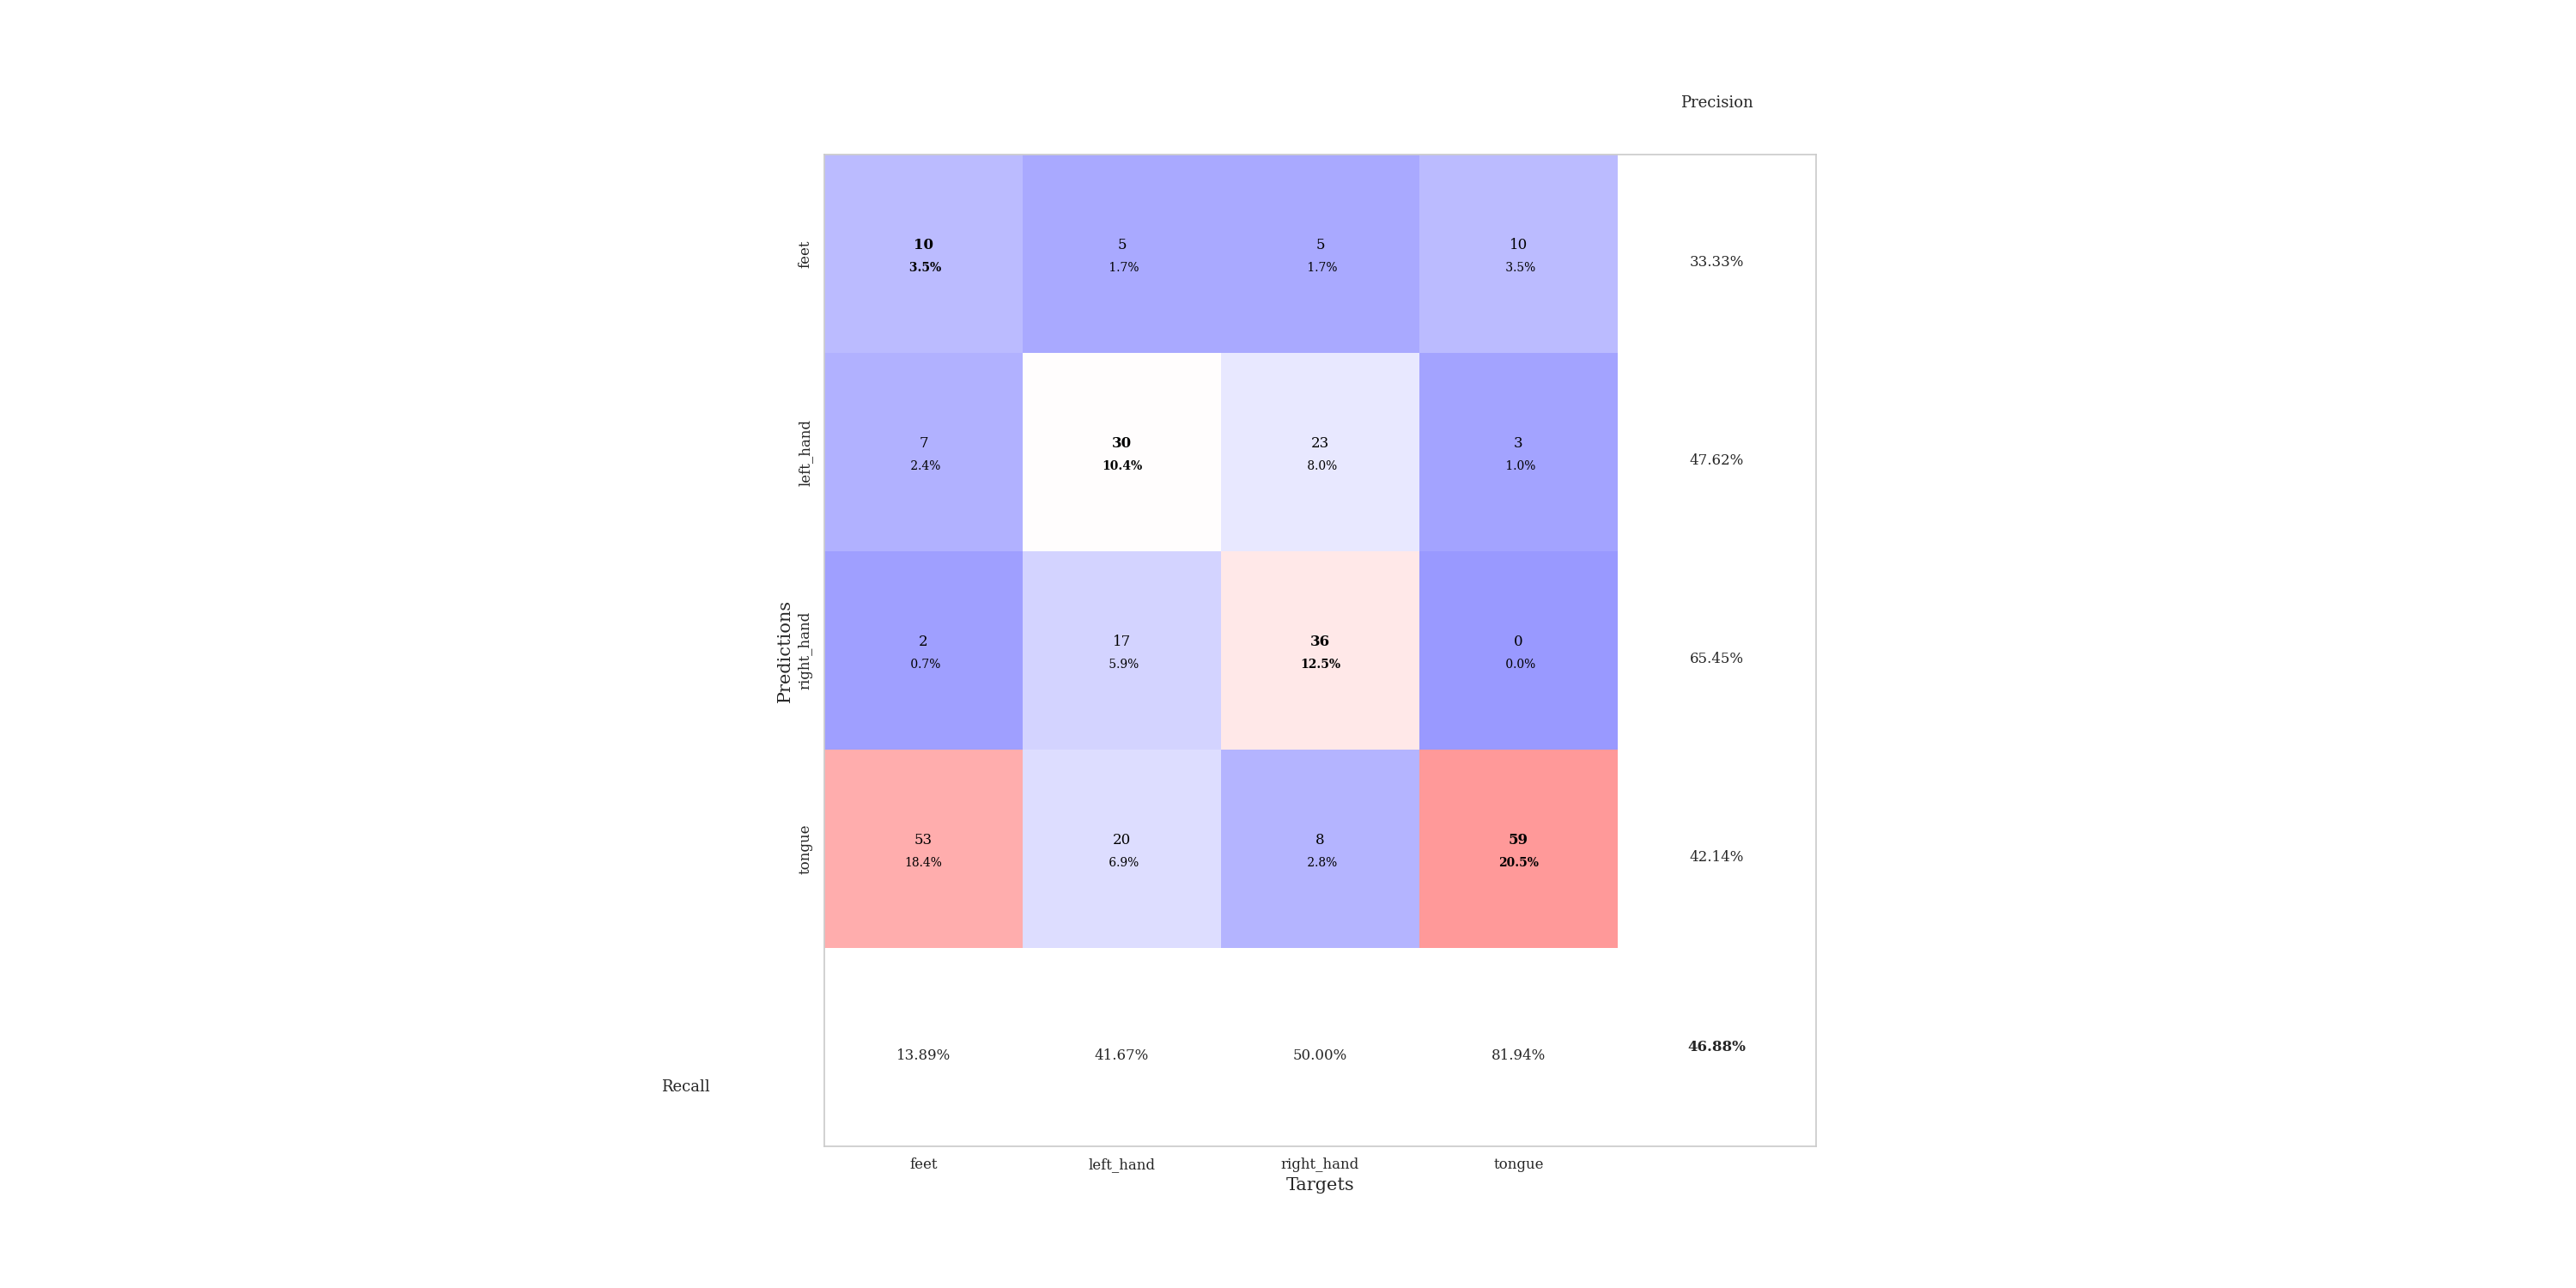 Precision
feet
10 5 5 10
3.5% 1.7% 1.7% 3.5%
33.33%
left_hand
7 30 23 3
2.4% 10.4% 8.0% 1.0%
47.62%
Predictions
right_hand
2 17 36 0
0.7% 5.9% 12.5% 0.0%
65.45%
tongue
53 20 8 59
18.4% 6.9% 2.8% 20.5%
42.14%
Recall
13.89% 41.67% 50.00% 81.94% 46.88%
feet left_hand right_hand tongue
Targets